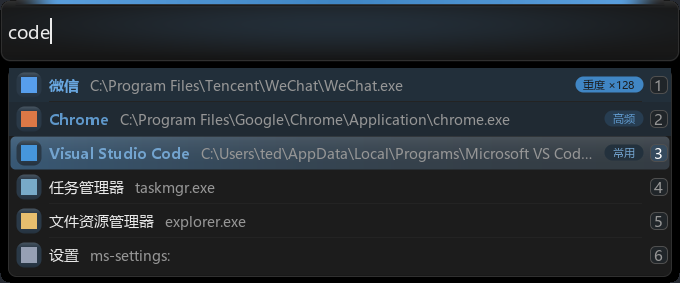 code
微信 C:\Program Files\Tencent\WeChat\WeChat.exe 重度 ×128 1
Chrome C:\Program Files\Google\Chrome\Application\chrome.exe 高频 2
Visual Studio Code C:\Users\ted\AppData\Local\Programs\Microsoft VS Cod... 常用 3
任务管理器 taskmgr.exe 4
文件资源管理器 explorer.exe 5
设置 ms-settings: 6